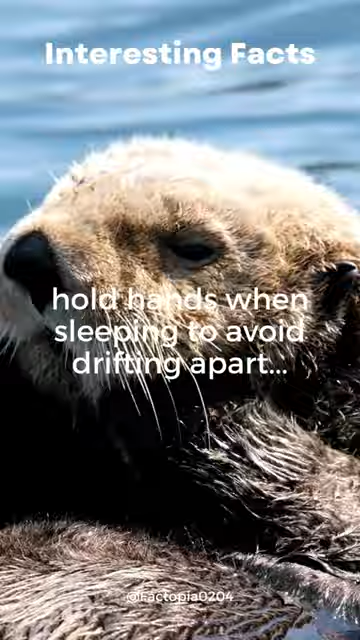 Interesting Facts
hold hands when
sleeping to avoid
drifting apart...
@Factopia0204